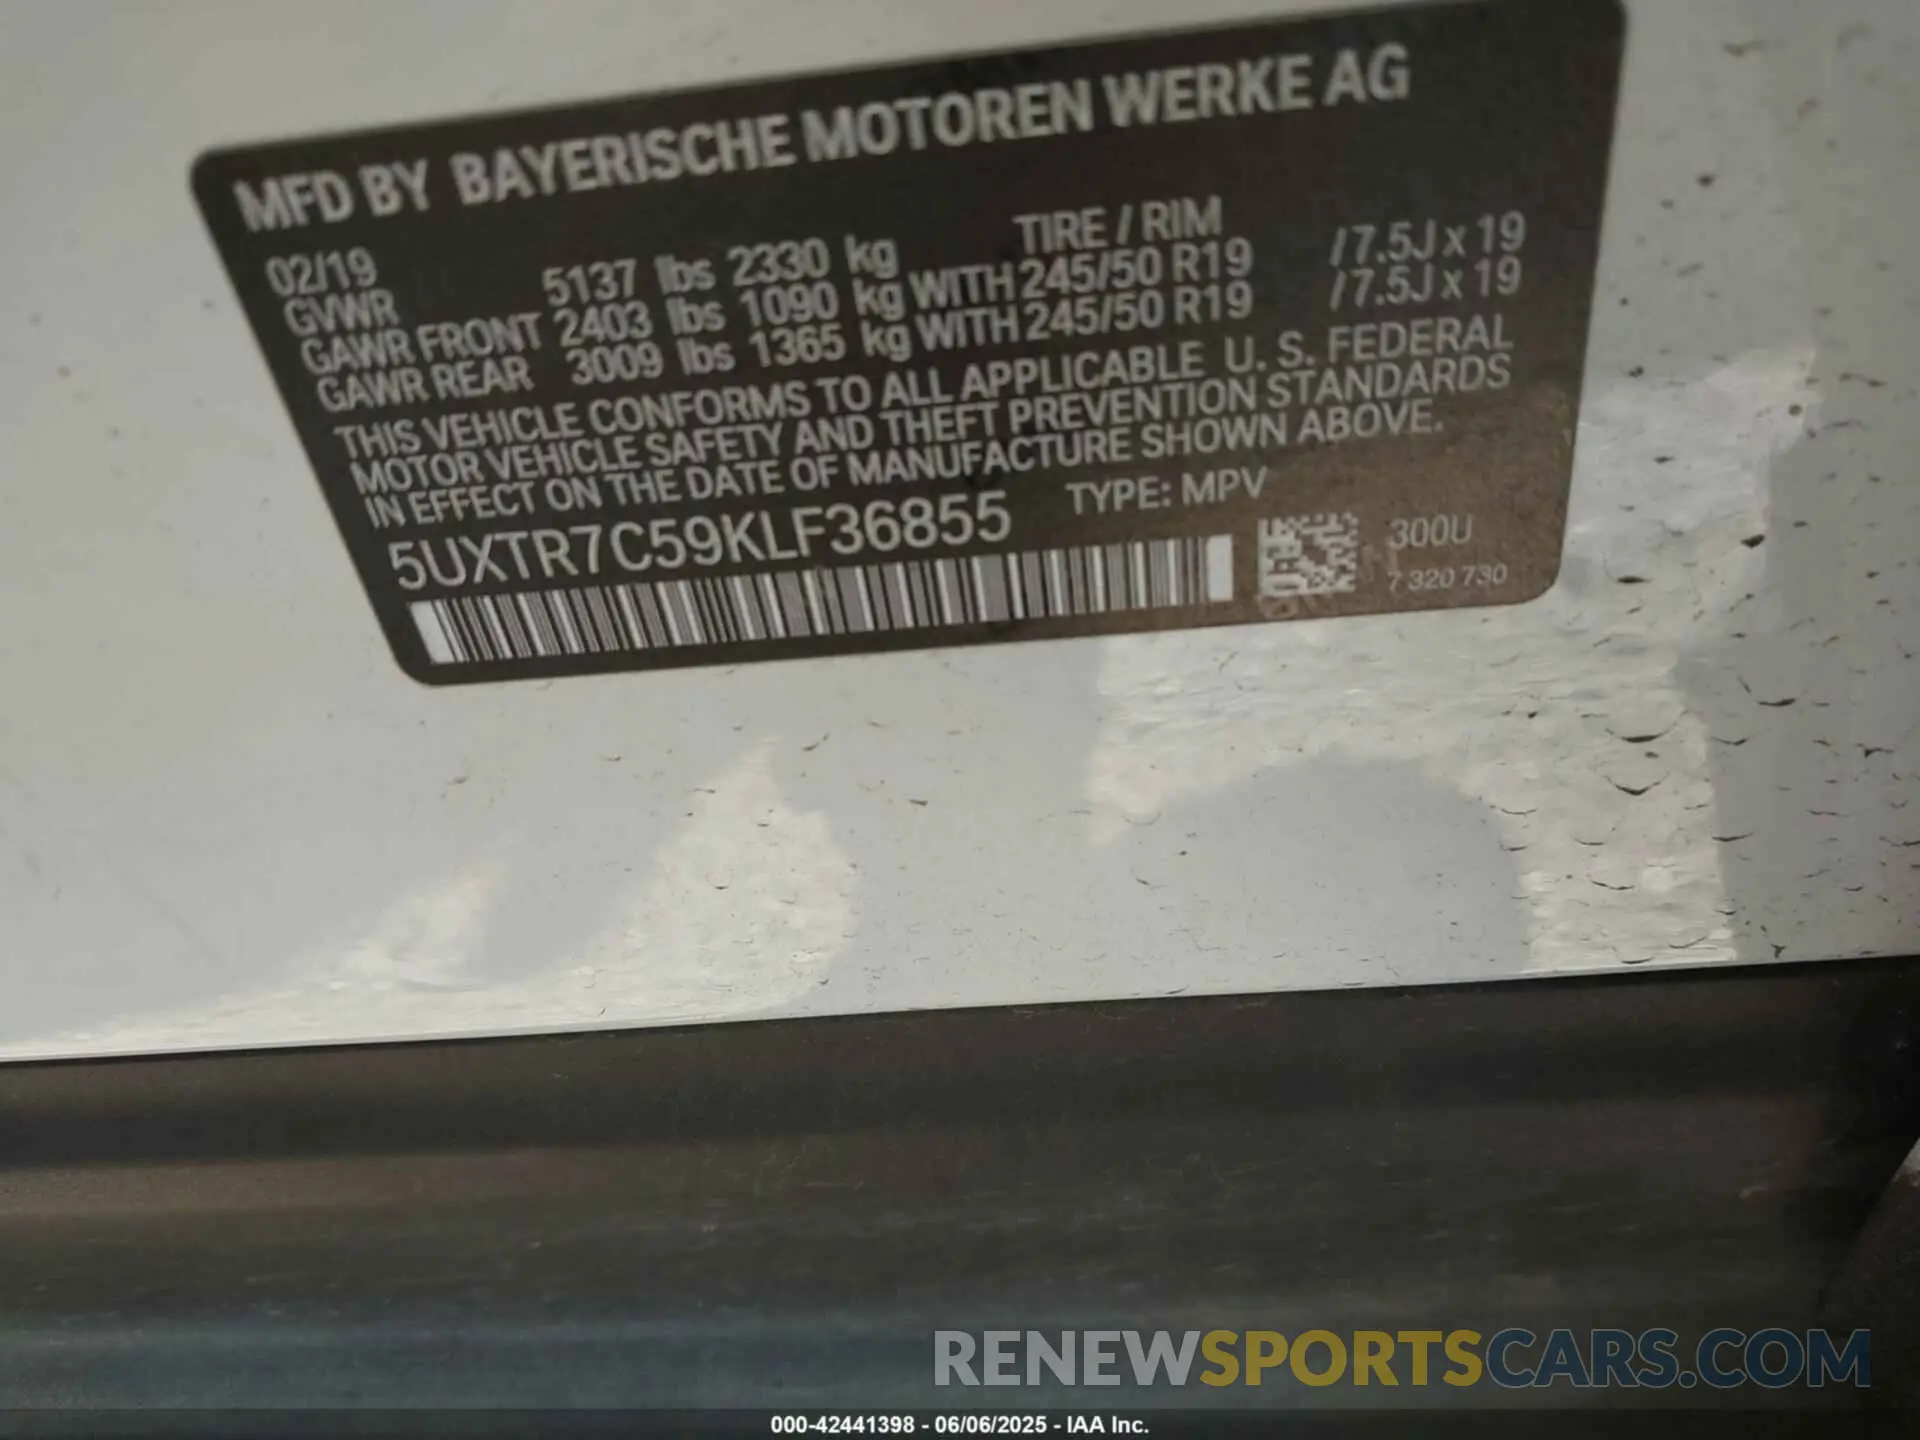 MFD BY BAYERISCHE MOTOREN WERKE AG
02/19 TIRE / RIM
GVWR 5137 lbs 2330 kg
GAWR FRONT 2403 lbs 1090 kg WITH 245/50 R19 / 7.5J x 19
GAWR REAR 3009 lbs 1365 kg WITH 245/50 R19 / 7.5J x 19
THIS VEHICLE CONFORMS TO ALL APPLICABLE U. S. FEDERAL
MOTOR VEHICLE SAFETY AND THEFT PREVENTION STANDARDS
IN EFFECT ON THE DATE OF MANUFACTURE SHOWN ABOVE.
5UXTR7C59KLF36855 TYPE: MPV
300U
7 320 730
RENEWSPORTSCARS.COM
000-42441398 - 06/06/2025 - IAA Inc.